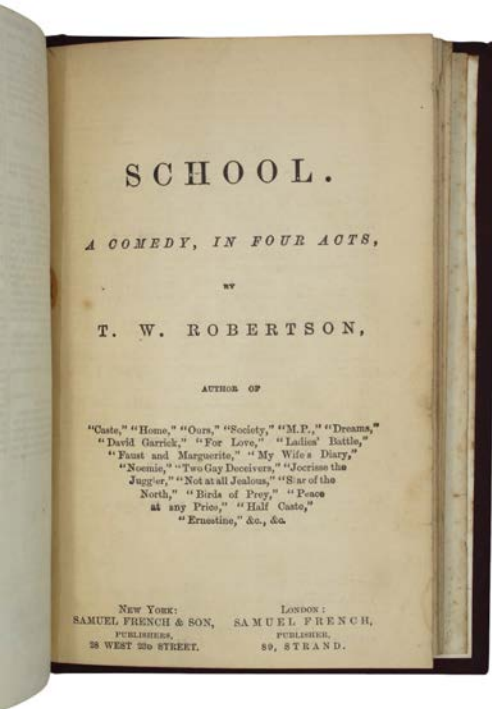 SCHOOL.
A COMEDY, IN FOUR ACTS,
BY
T. W. ROBERTSON,
AUTHOR OF
"Caste," "Home," "Ours," "Society," "M.P.," "Dreams,"
"David Garrick," "For Love," "Ladies' Battle,"
"Faust and Marguerite," "My Wife's Diary,"
"Noemie," "Two Gay Deceivers," "Jocrisse the
Juggler," "Not at all Jealous," "Star of the
North," "Birds of Prey," "Peace
at any Price," "Half Caste,"
"Ernestine," &c., &c.
NEW YORK:
SAMUEL FRENCH & SON,
PUBLISHERS,
28 WEST 23D STREET.
LONDON:
SAMUEL FRENCH,
PUBLISHER,
89, STRAND.